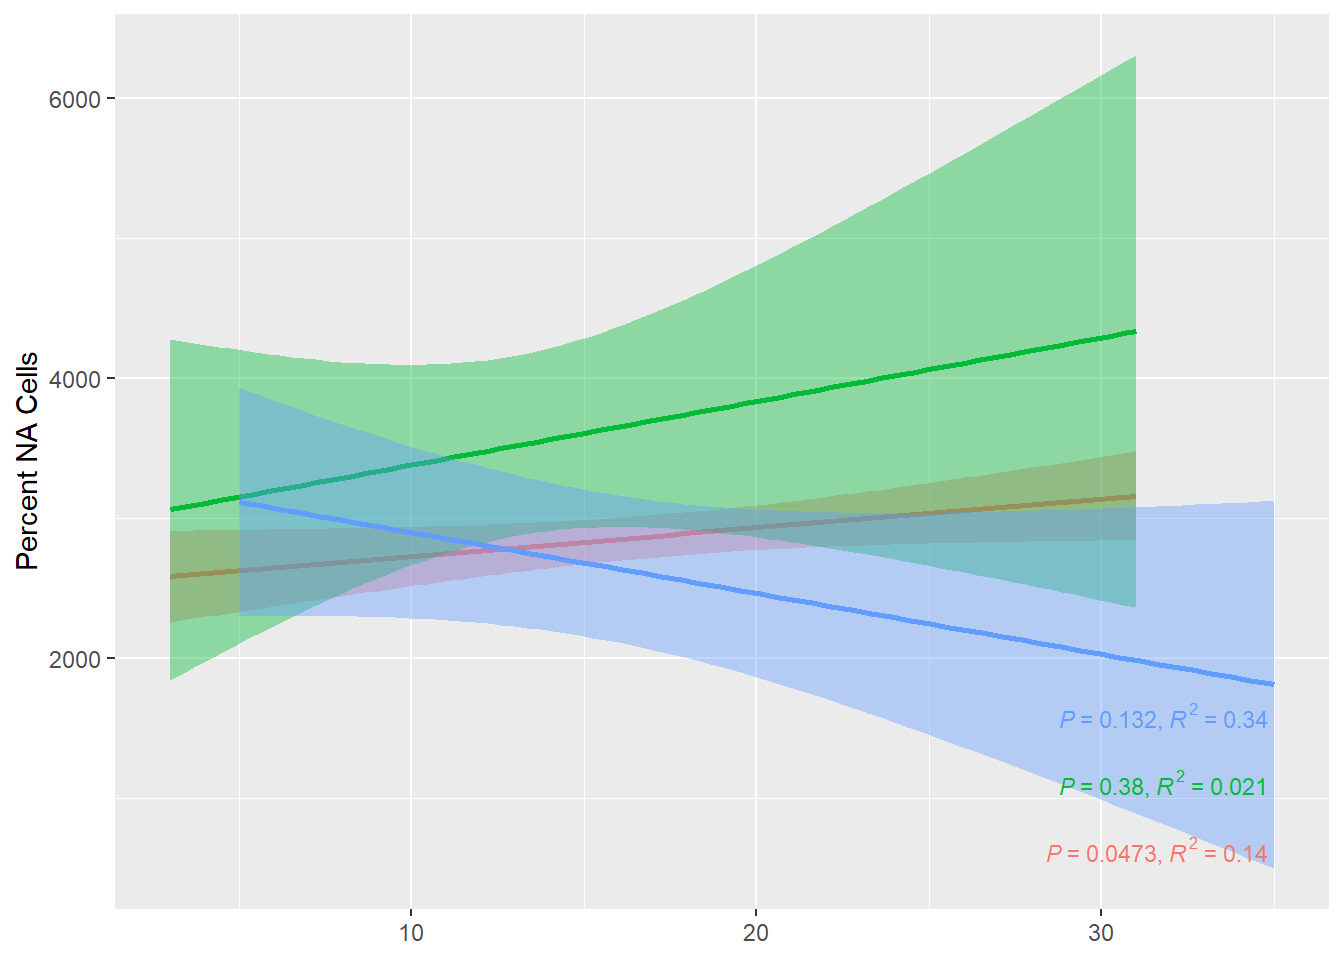 6000
4000
2000
Percent NA Cells
P = 0.132, R² = 0.34
P = 0.38, R² = 0.021
P = 0.0473, R² = 0.14
10 20 30